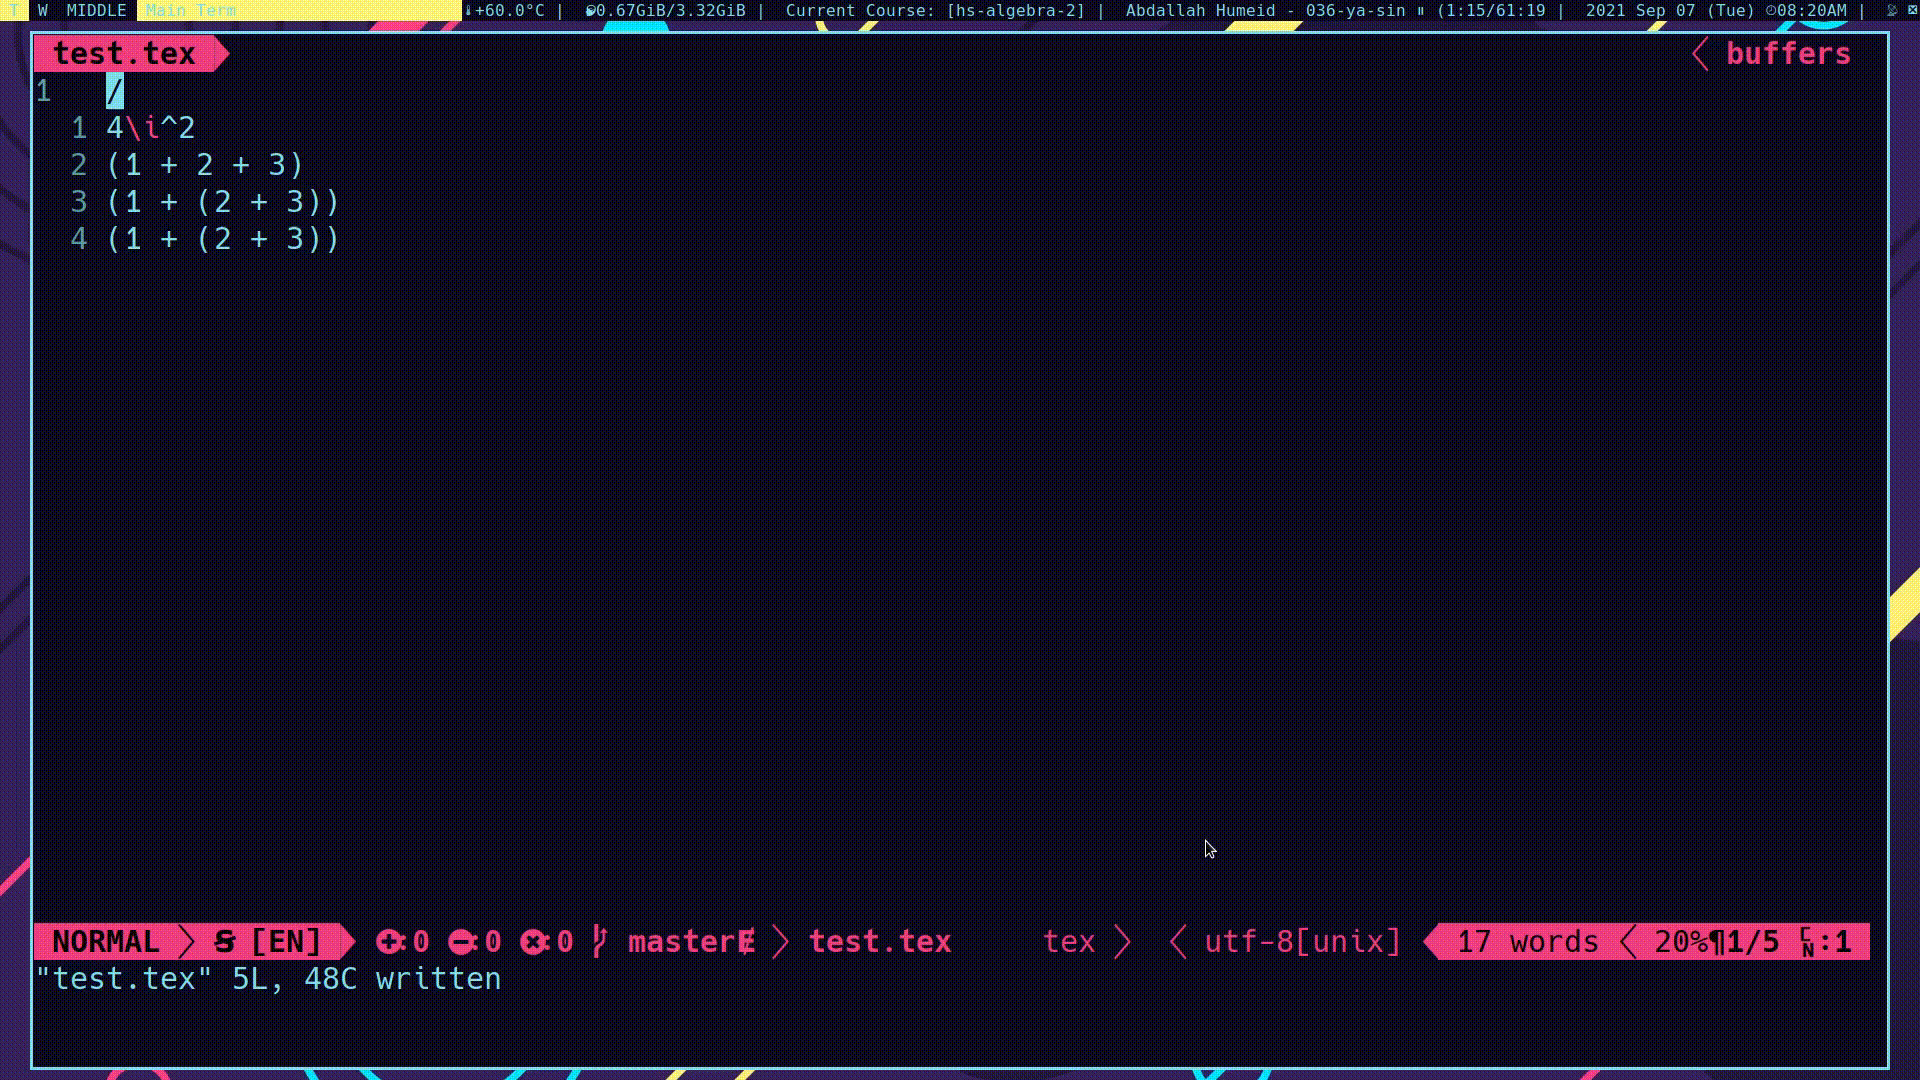 T W MIDDLE Main Term +60.0°C | 0.67GiB/3.32GiB | Current Course: [hs-algebra-2] | Abdallah Humeid - 036-ya-sin ⏸ (1:15/61:19 | 2021 Sep 07 (Tue) 08:20AM |
test.tex buffers
1 /
1 4\i^2
2 (1 + 2 + 3)
3 (1 + (2 + 3))
4 (1 + (2 + 3))
NORMAL S [EN] +:0 -:0 ×:0 master test.tex tex utf-8[unix] 17 words 20%¶1/5 :1
"test.tex" 5L, 48C written